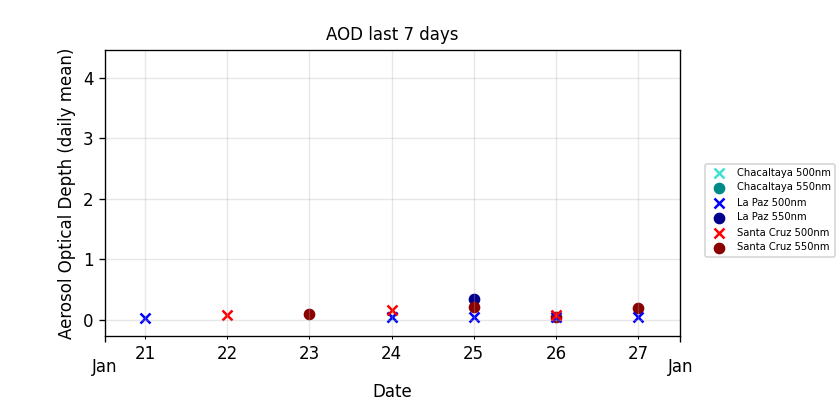 AOD last 7 days
Aerosol Optical Depth (daily mean)
4
3
2
1
0
21
22
23
24
25
26
27
Jan
Jan
Date
Chacaltaya 500nm
Chacaltaya 550nm
La Paz 500nm
La Paz 550nm
Santa Cruz 500nm
Santa Cruz 550nm